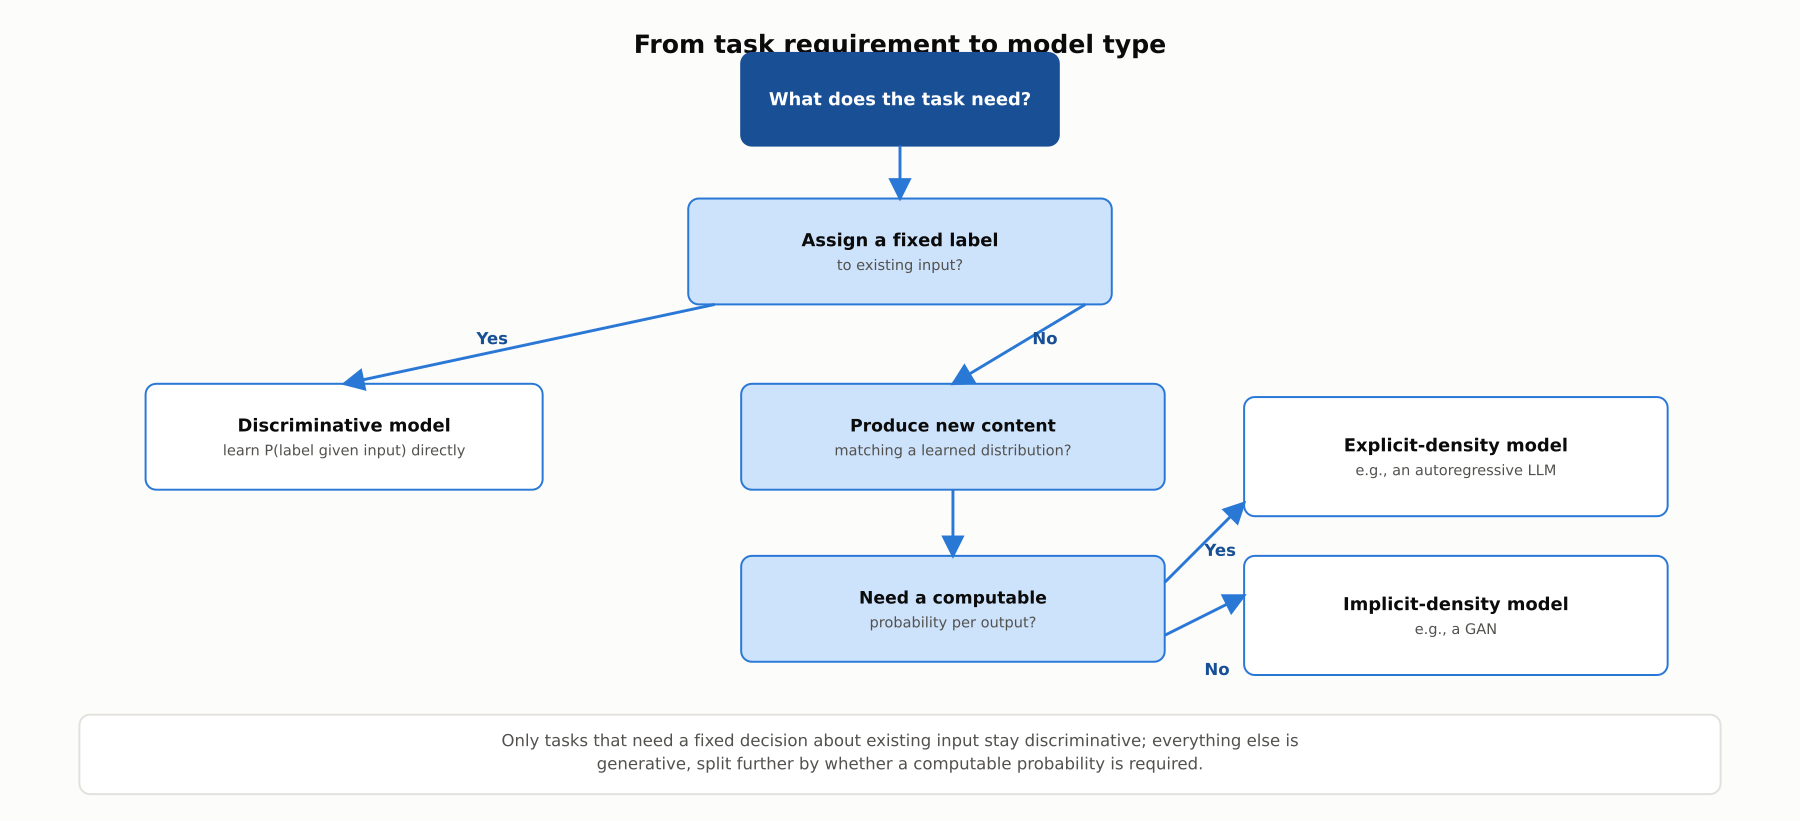 From task requirement to model type
What does the task need?
Assign a fixed label
to existing input?
Yes
No
Discriminative model
learn P(label given input) directly
Produce new content
matching a learned distribution?
Explicit-density model
e.g., an autoregressive LLM
Yes
Need a computable
probability per output?
Implicit-density model
e.g., a GAN
No
Only tasks that need a fixed decision about existing input stay discriminative; everything else is
generative, split further by whether a computable probability is required.